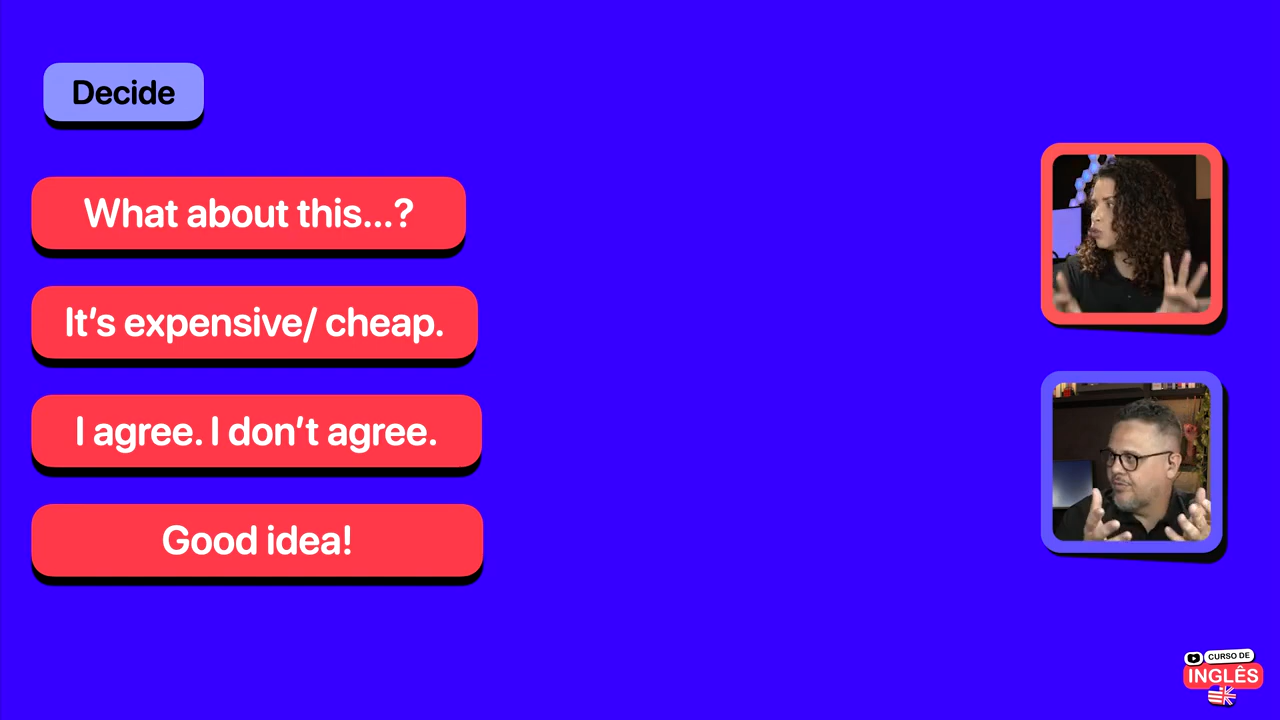 Decide
What about this...?
It's expensive/ cheap.
I agree. I don't agree.
Good idea!
CURSO DE
INGLÊS